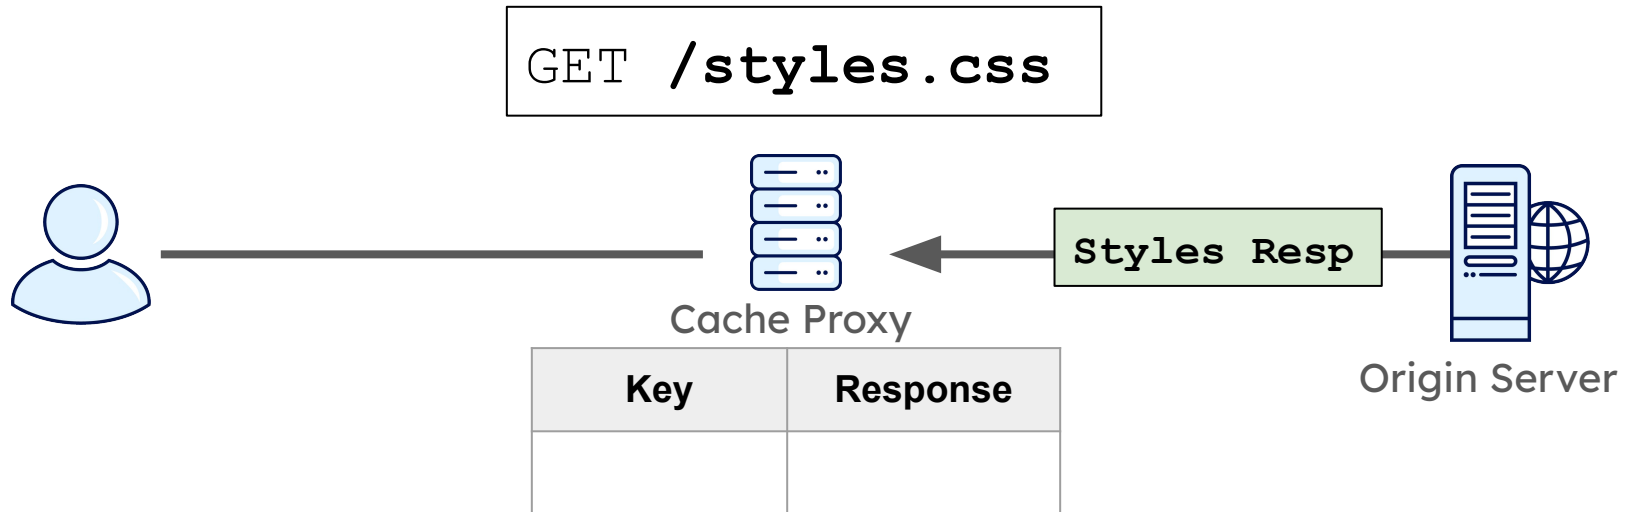 GET /styles.css
Styles Resp
Cache Proxy
Origin Server
Key Response